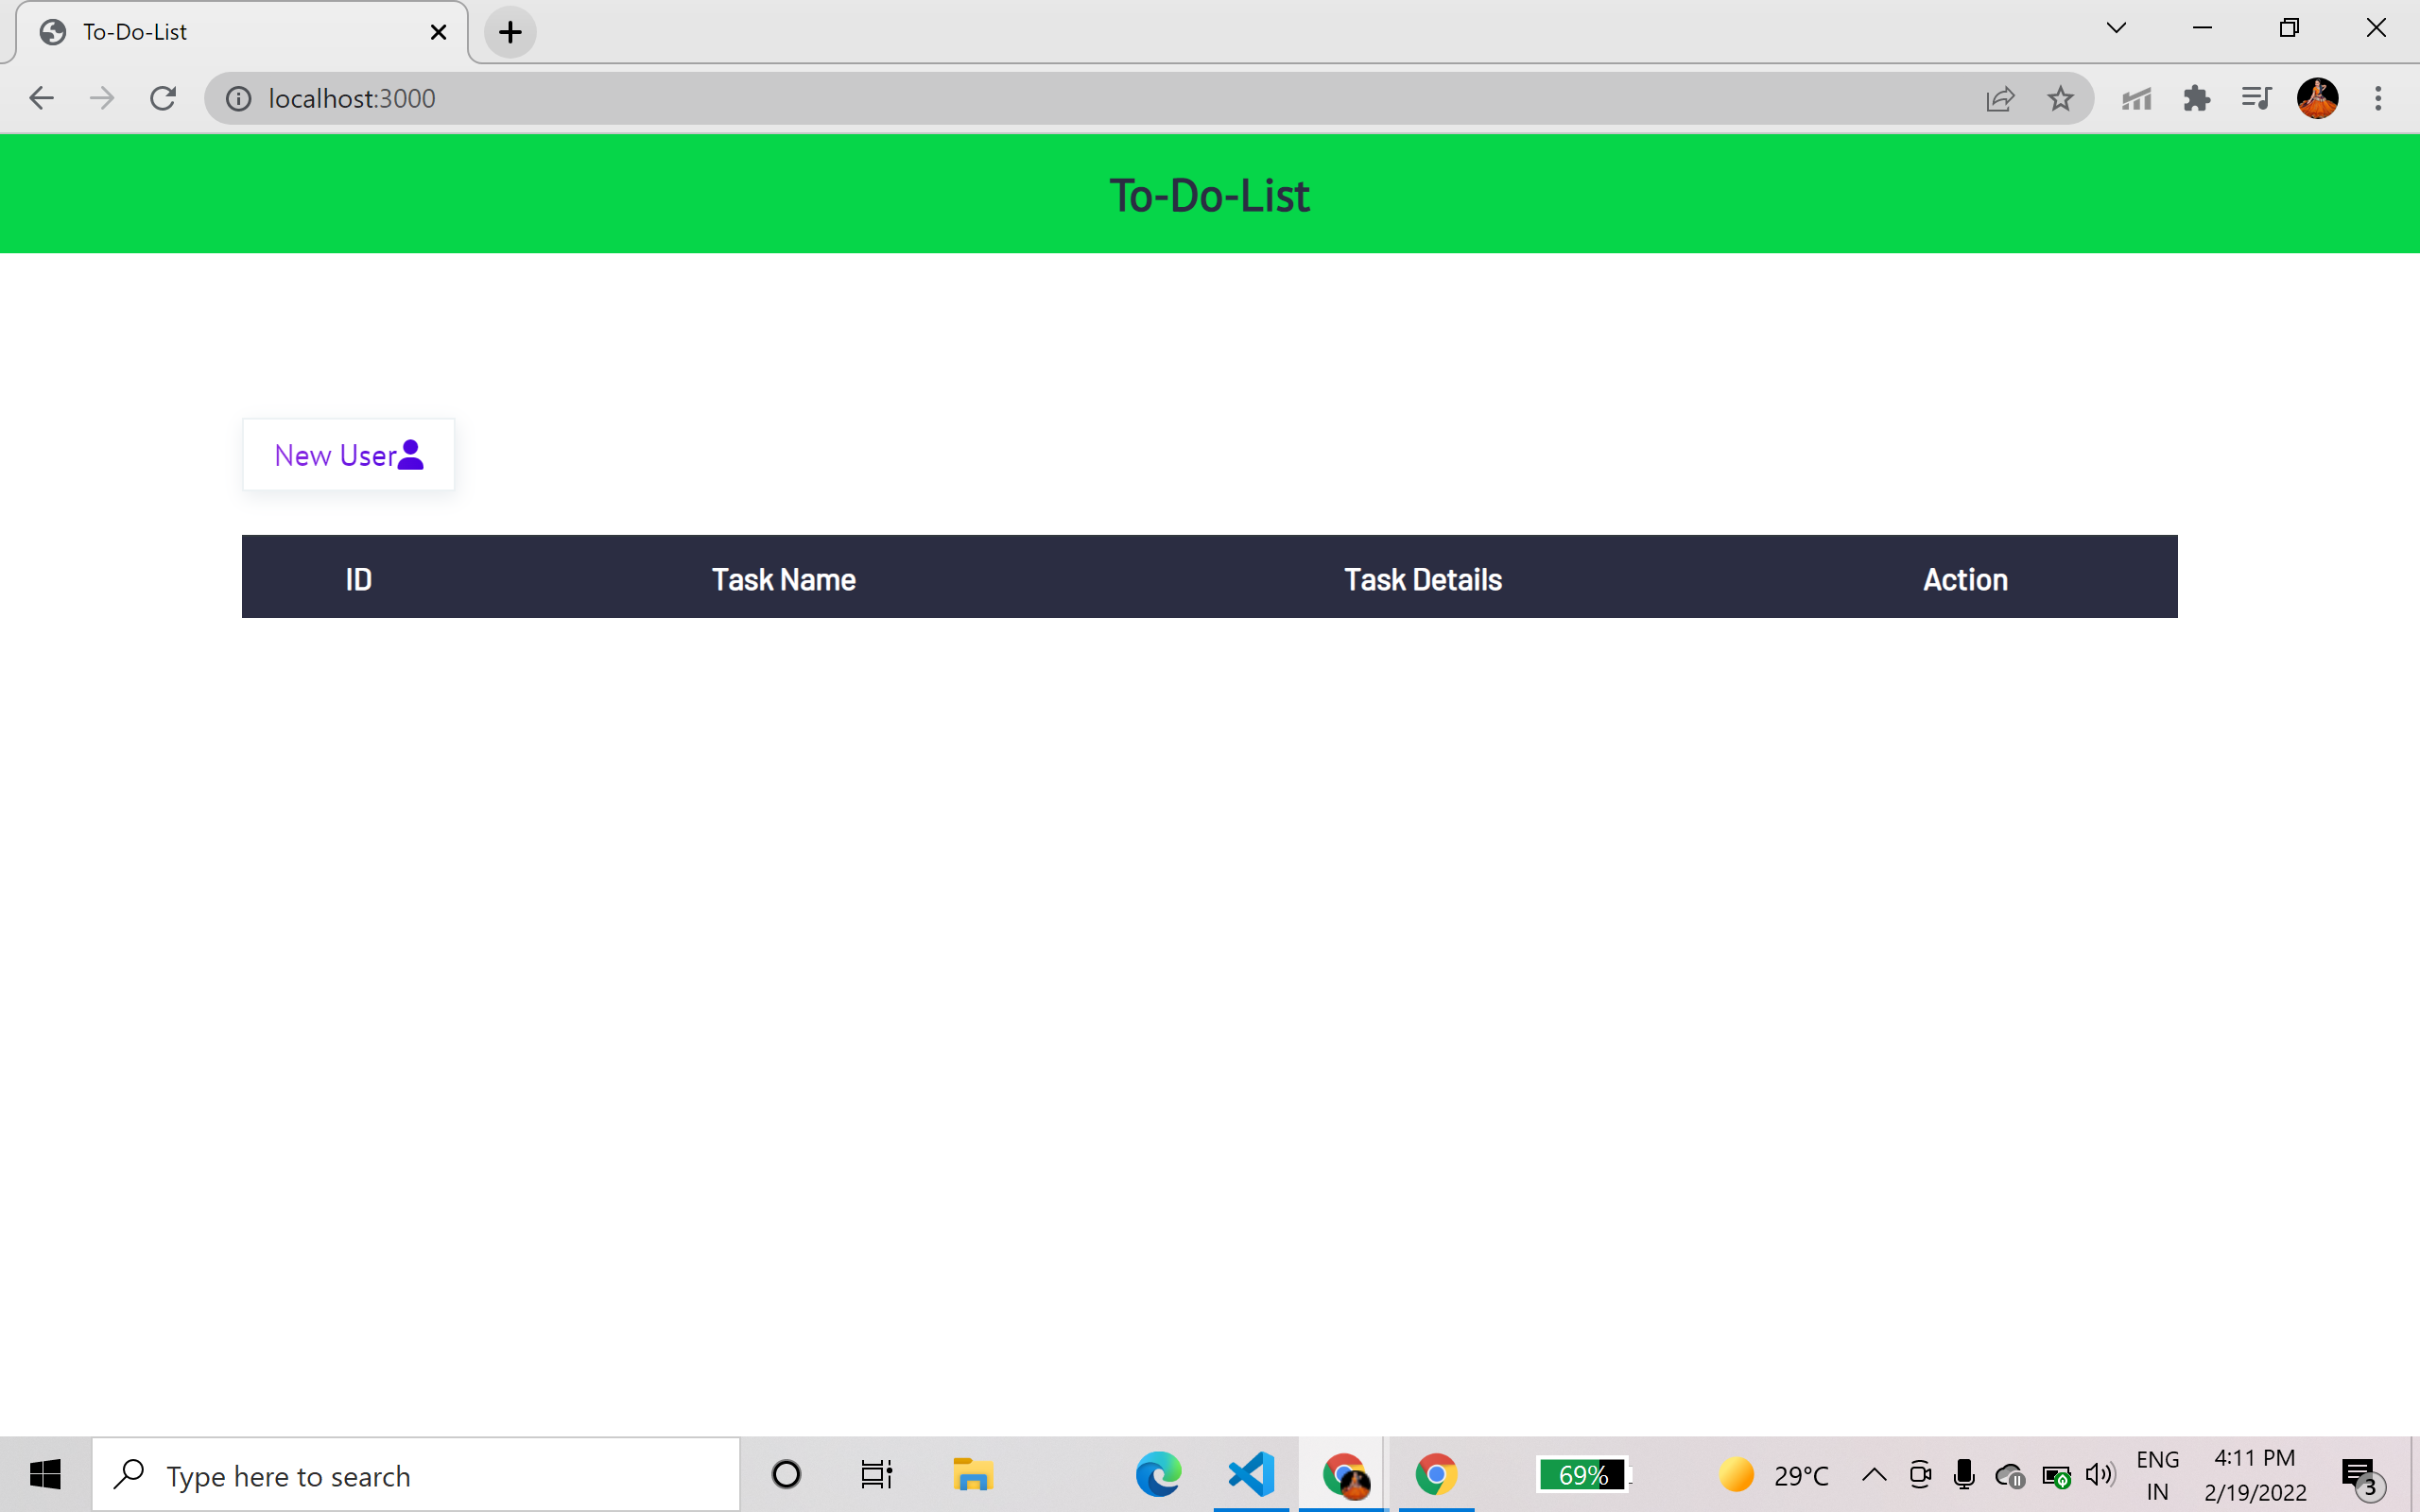 To-Do-List
localhost:3000
To-Do-List
New User
ID Task Name Task Details Action
Type here to search
69%
29°C
ENG
IN
4:11 PM
2/19/2022
3